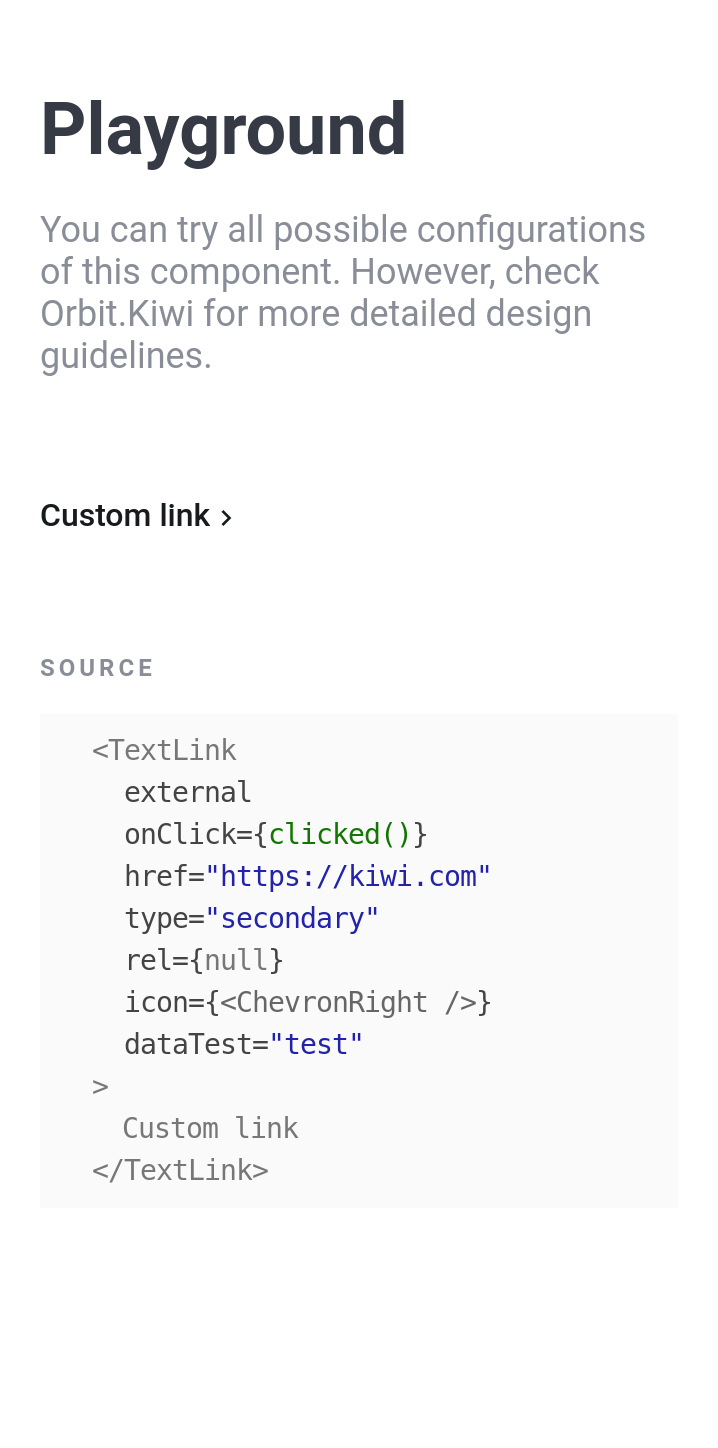 Playground
You can try all possible configurations
of this component. However, check
Orbit.Kiwi for more detailed design
guidelines.
Custom link
SOURCE
<TextLink
external
onClick={clicked()}
href="https://kiwi.com"
type="secondary"
rel={null}
icon={<ChevronRight />}
dataTest="test"
>
Custom link
</TextLink>